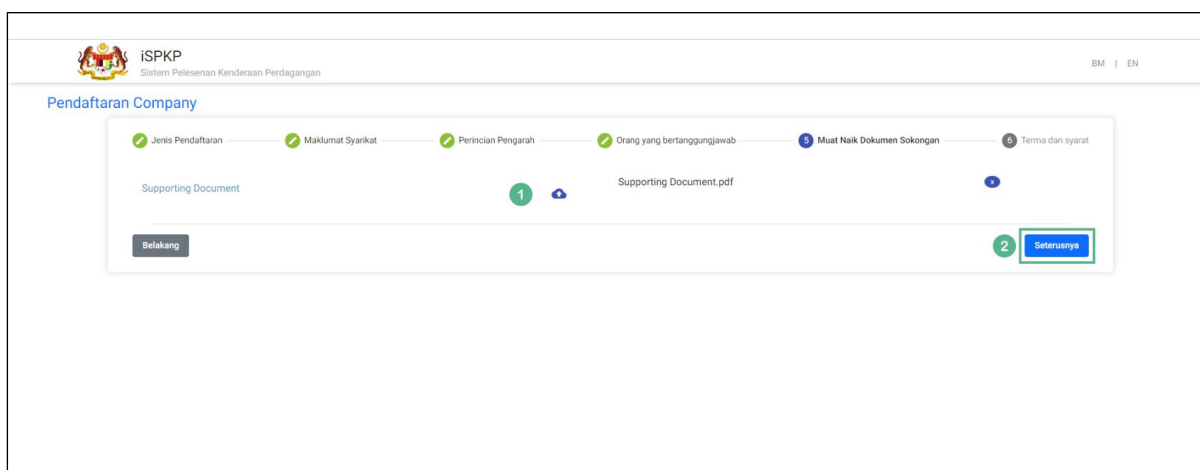 iSPKP
Sistem Pelesenan Kenderaan Perdagangan
BM | EN
Pendaftaran Company
Jenis Pendaftaran
Maklumat Syarikat
Perincian Pengarah
Orang yang bertanggungjawab
5 Muat Naik Dokumen Sokongan
6 Terma dan syarat
Supporting Document
1
Supporting Document.pdf
x
Belakang
2
Seterusnya